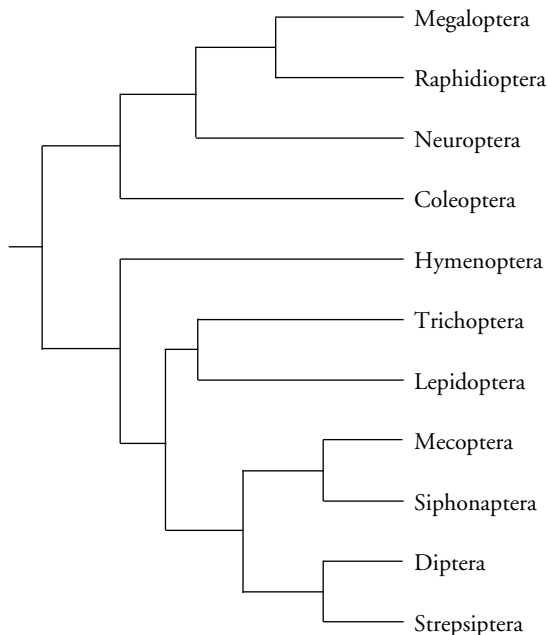 Megaloptera
Raphidioptera
Neuroptera
Coleoptera
Hymenoptera
Trichoptera
Lepidoptera
Mecoptera
Siphonaptera
Diptera
Strepsiptera